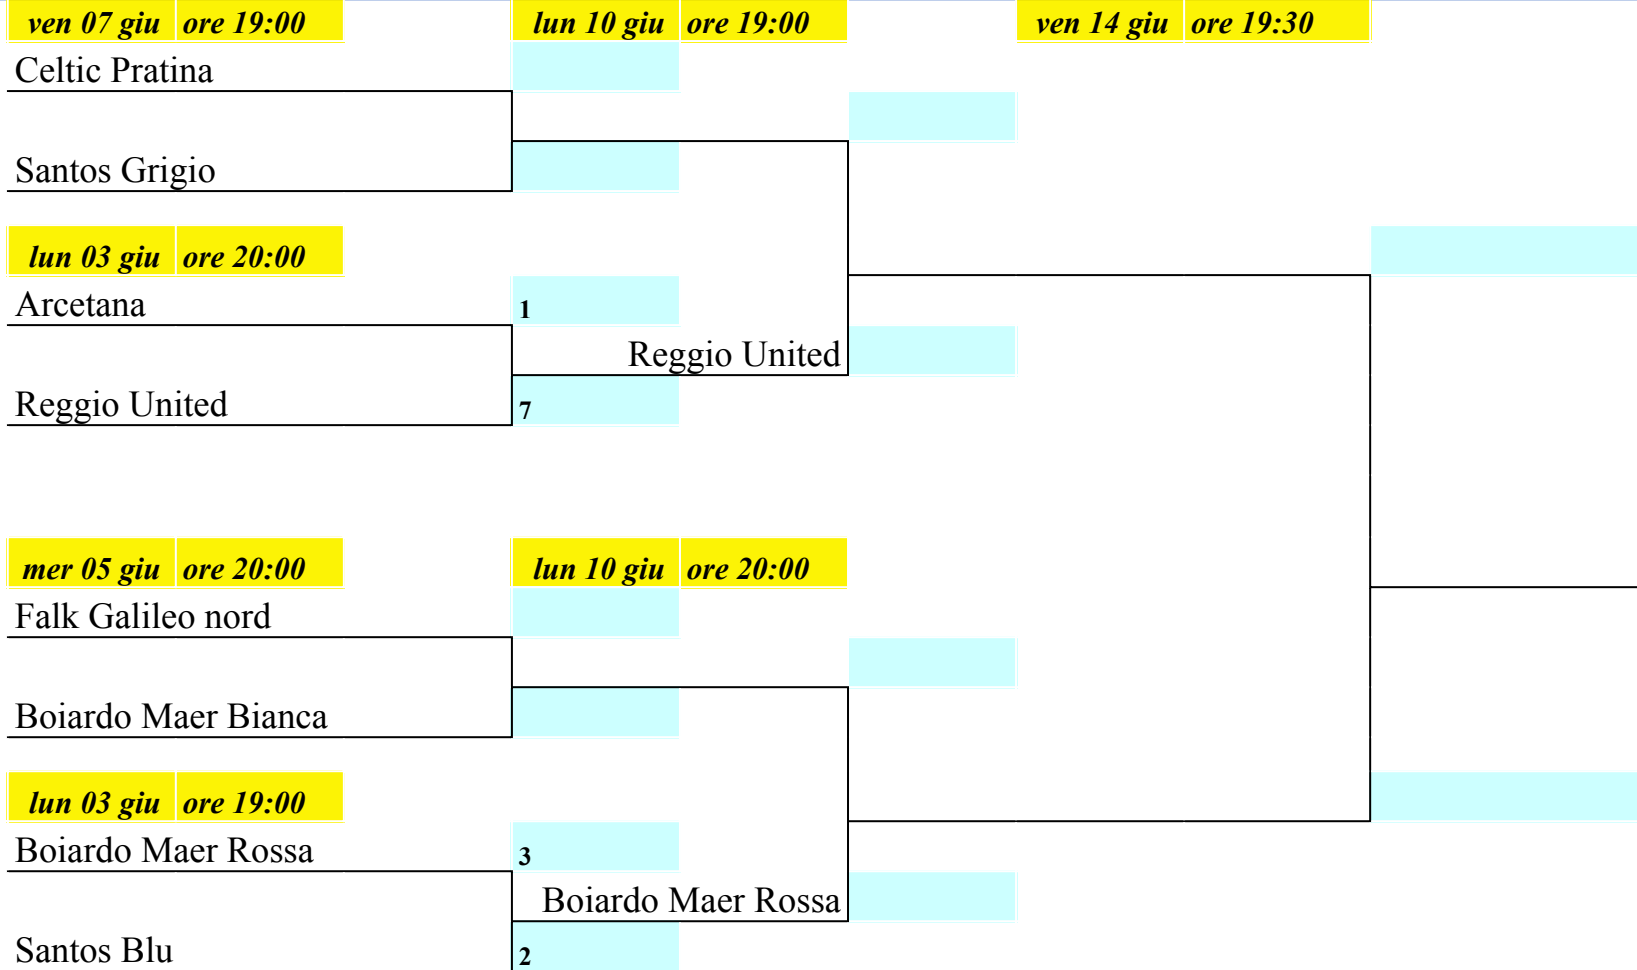 ven 07 giu ore 19:00 lun 10 giu ore 19:00 ven 14 giu ore 19:30
Celtic Pratina
Santos Grigio
lun 03 giu ore 20:00
Arcetana 1
Reggio United
Reggio United 7
mer 05 giu ore 20:00 lun 10 giu ore 20:00
Falk Galileo nord
Boiardo Maer Bianca
lun 03 giu ore 19:00
Boiardo Maer Rossa 3
Boiardo Maer Rossa
Santos Blu 2